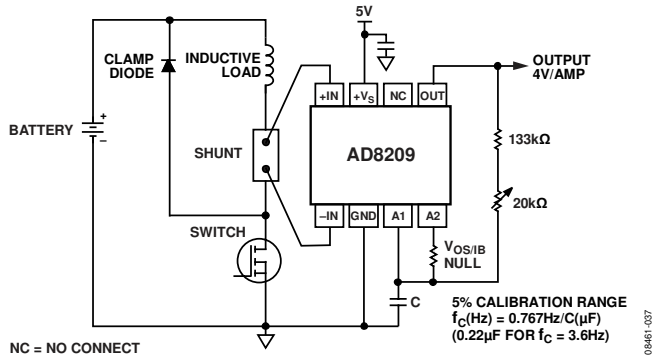 5V
CLAMP
DIODE
INDUCTIVE
LOAD
OUTPUT
4V/AMP
+IN
+VS
NC
OUT
BATTERY
+
–
SHUNT
AD8209
133kΩ
20kΩ
–IN
GND
A1
A2
SWITCH
VOS/IB
NULL
C
5% CALIBRATION RANGE
fC(Hz) = 0.767Hz/C(µF)
(0.22µF FOR fC = 3.6Hz)
NC = NO CONNECT
08461-037